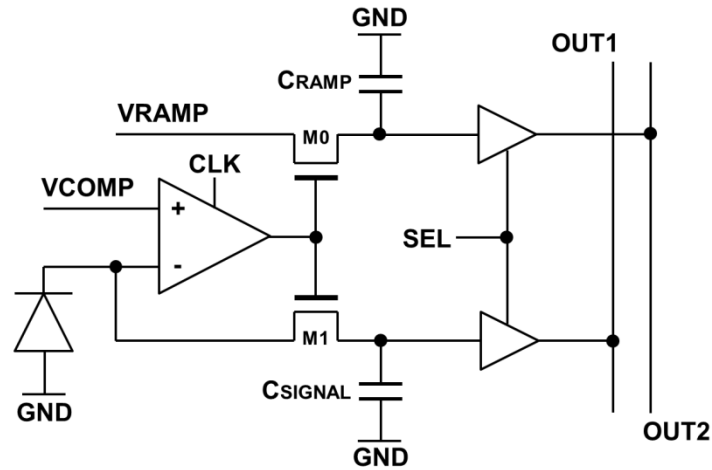 GND
OUT1
CRAMP
VRAMP
M0
CLK
VCOMP
+
SEL
-
M1
CSIGNAL
GND
GND
OUT2